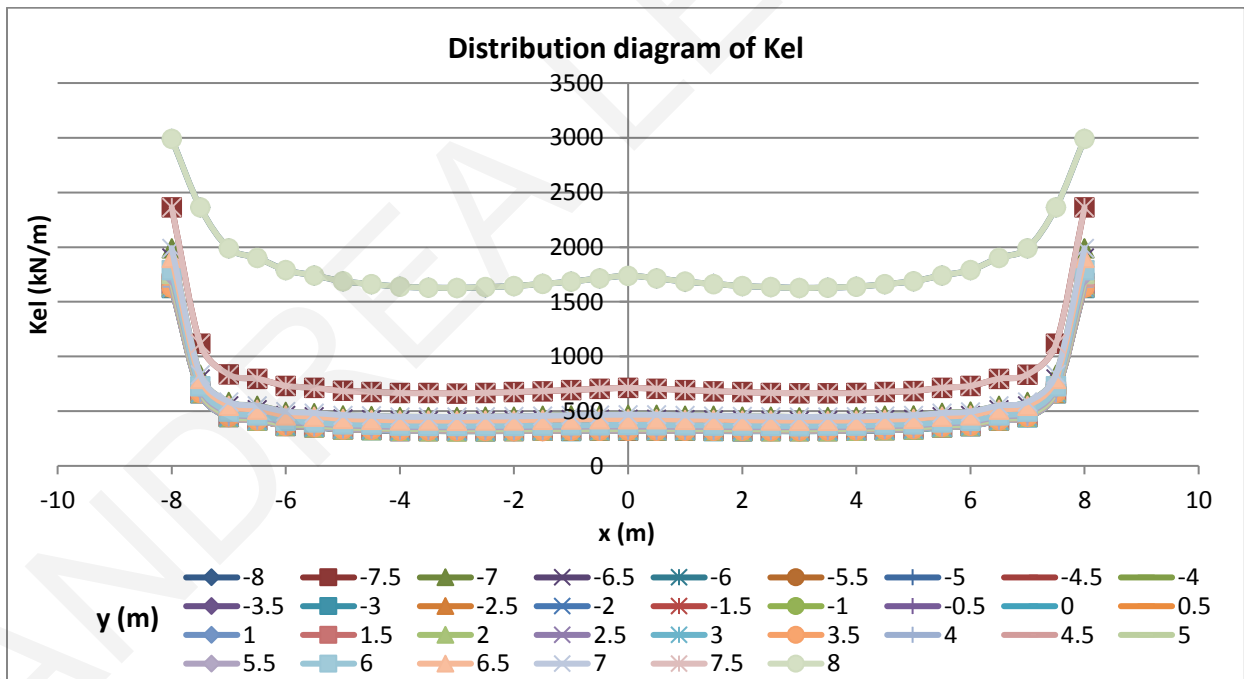 Distribution diagram of Kel
3500
3000
2500
2000
1500
1000
500
0
Kel (kN/m)
-10 -8 -6 -4 -2 0 2 4 6 8 10
x (m)
y (m)
-8 -7.5 -7 -6.5 -6 -5.5 -5 -4.5 -4
-3.5 -3 -2.5 -2 -1.5 -1 -0.5 0 0.5
1 1.5 2 2.5 3 3.5 4 4.5 5
5.5 6 6.5 7 7.5 8